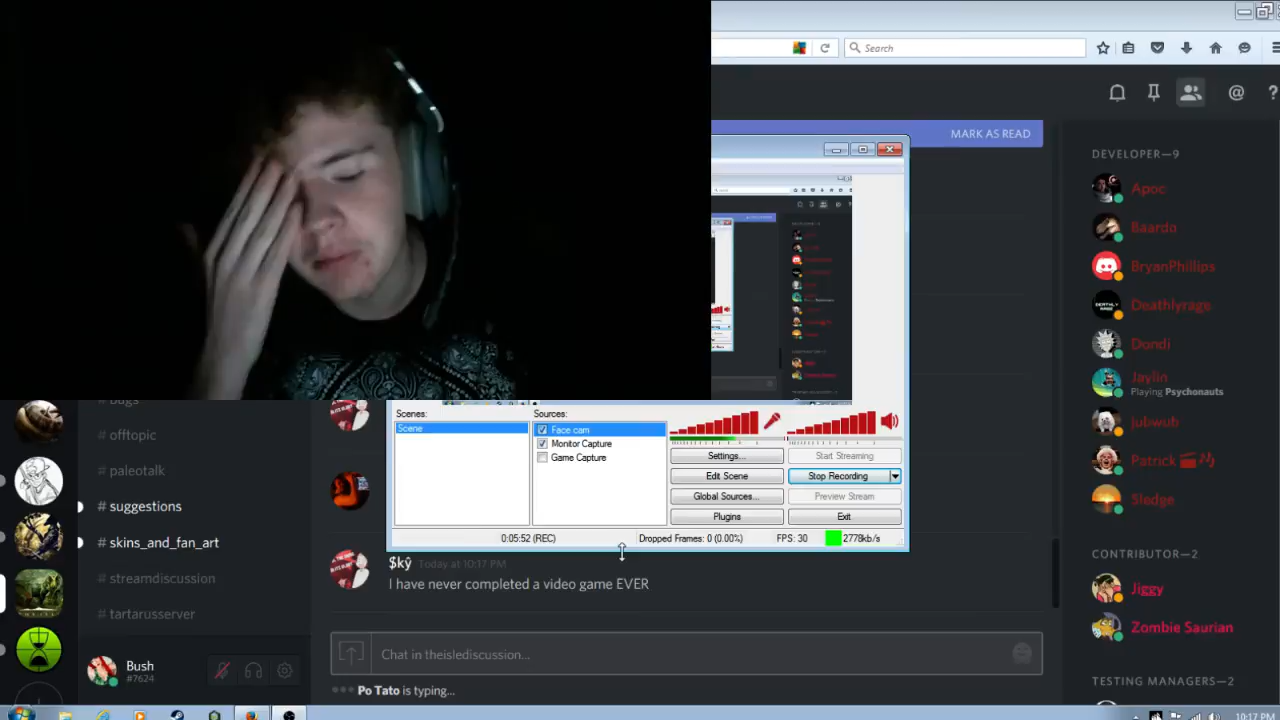 Search
MARK AS READ
DEVELOPER—9
Apoc
Baardo
BryanPhillips
Deathlyrage
Dondi
Jaylin
Playing Psychonauts
jubwub
Patrick
Sledge
CONTRIBUTOR—2
Jiggy
Zombie Saurian
TESTING MANAGERS—2
bugs
offtopic
# paleotalk
# suggestions
# skins_and_fan_art
# streamdiscussion
# tartarusserver
Bush
#7624
Scenes:
Scene
Sources:
Face cam
Monitor Capture
Game Capture
Settings...
Start Streaming
Edit Scene
Stop Recording
Global Sources...
Preview Stream
Plugins
Exit
0:05:52 (REC)
Dropped Frames: 0 (0.00%)
FPS: 30
2778kb/s
$kŷ Today at 10:17 PM
I have never completed a video game EVER
Chat in theislediscussion...
Po Tato is typing...
10:17 PM